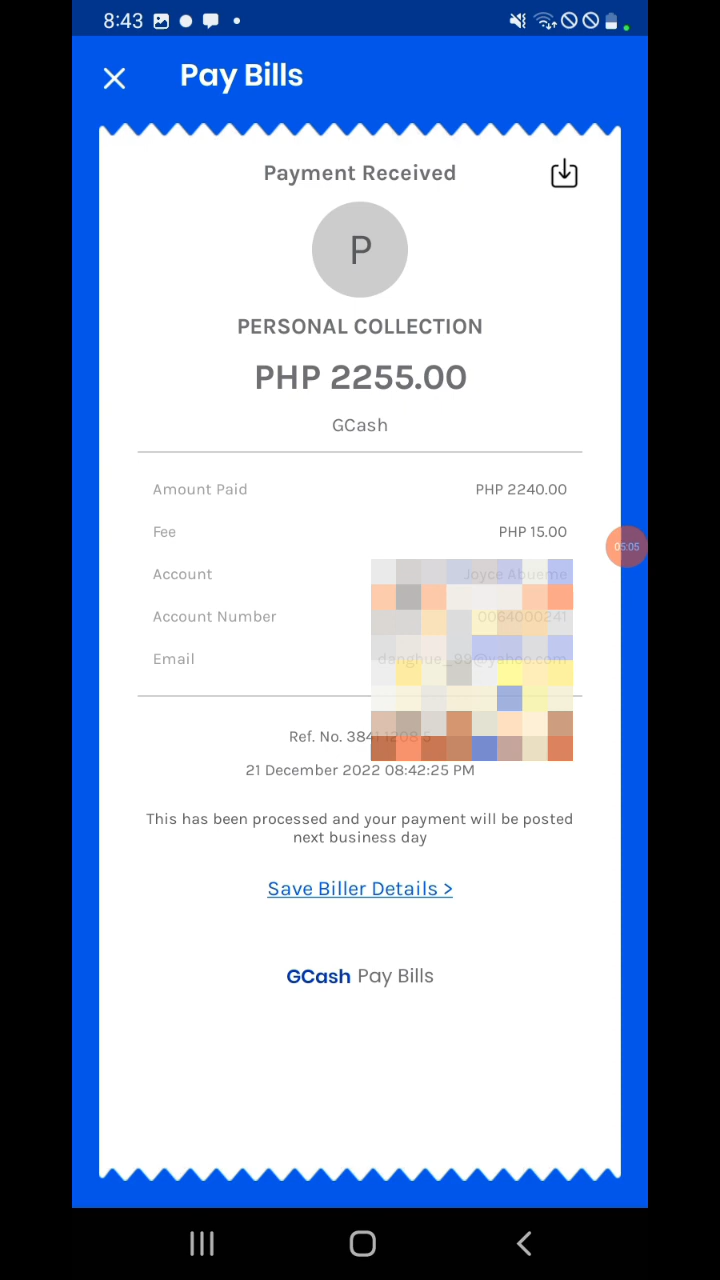 8:43
Pay Bills
Payment Received
P
PERSONAL COLLECTION
PHP 2255.00
GCash
Amount Paid PHP 2240.00
Fee PHP 15.00
Account
Account Number
05:05
Email
Ref. No.
21 December 2022 08:42:25 PM
This has been processed and your payment will be posted
next business day
Save Biller Details >
GCash Pay Bills